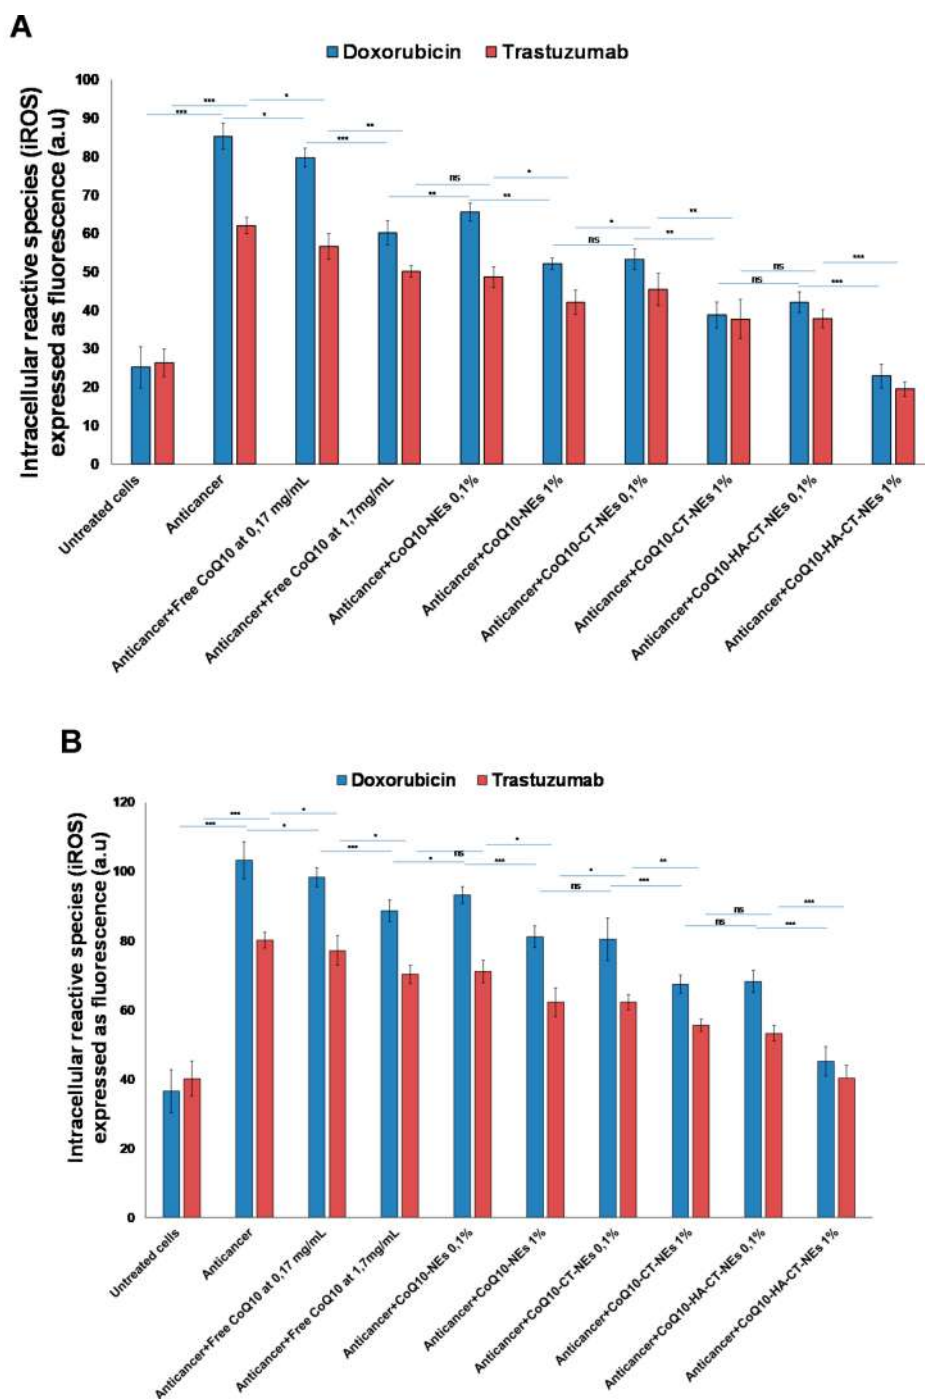 A
Doxorubicin Trastuzumab
Intracellular reactive species (iROS)
expressed as fluorescence (a.u)
100
90
80
70
60
50
40
30
20
10
0
*** *
*** *
**
***
ns *
** **
* **
ns **
ns ***
ns ***
Untreated cells
Anticancer
Anticancer+Free CoQ10 at 0,17 mg/mL
Anticancer+Free CoQ10 at 1,7mg/mL
Anticancer+CoQ10-NEs 0,1%
Anticancer+CoQ10-NEs 1%
Anticancer+CoQ10-CT-NEs 0,1%
Anticancer+CoQ10-CT-NEs 1%
Anticancer+CoQ10-HA-CT-NEs 0,1%
Anticancer+CoQ10-HA-CT-NEs 1%
B
Doxorubicin Trastuzumab
Intracellular reactive species (iROS)
expressed as fluorescence (a.u)
120
100
80
60
40
20
0
*** *
*** *
*
***
ns *
* ***
* **
ns ***
ns ***
ns ***
Untreated cells
Anticancer
Anticancer+Free CoQ10 at 0,17 mg/mL
Anticancer+Free CoQ10 at 1,7mg/mL
Anticancer+CoQ10-NEs 0,1%
Anticancer+CoQ10-NEs 1%
Anticancer+CoQ10-CT-NEs 0,1%
Anticancer+CoQ10-CT-NEs 1%
Anticancer+CoQ10-HA-CT-NEs 0,1%
Anticancer+CoQ10-HA-CT-NEs 1%